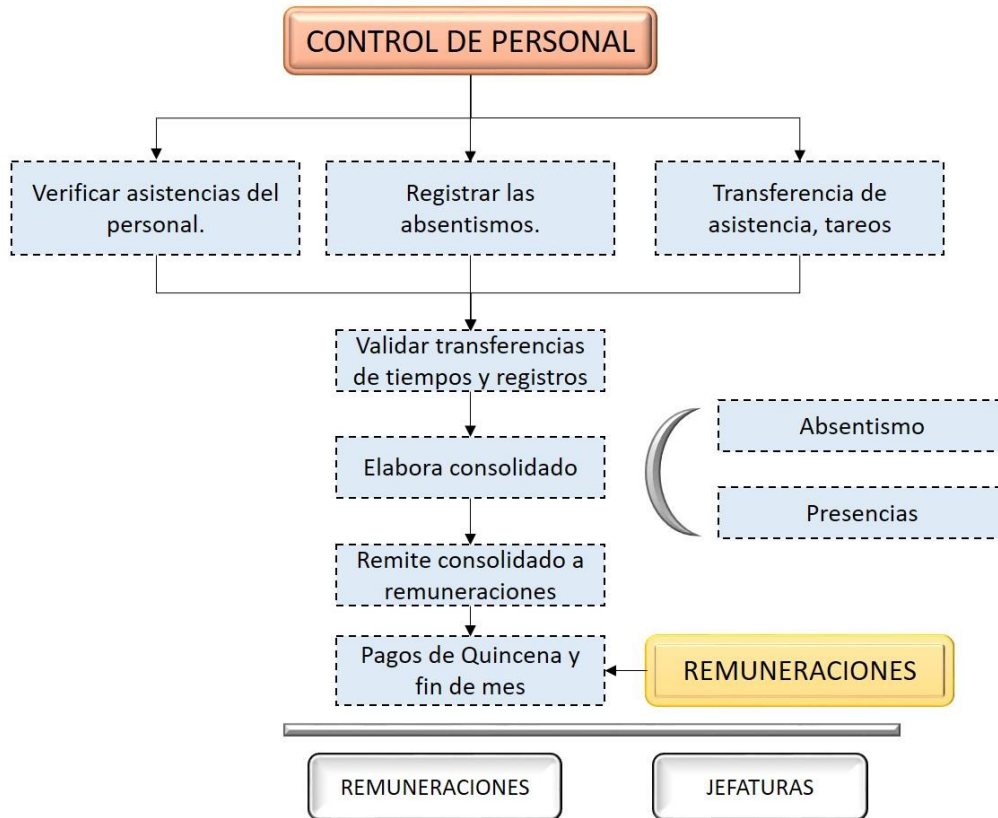 CONTROL DE PERSONAL
Verificar asistencias del
personal.
Registrar las
absentismos.
Transferencia de
asistencia, tareos
Validar transferencias
de tiempos y registros
Elabora consolidado
Absentismo
Presencias
Remite consolidado a
remuneraciones
Pagos de Quincena y
fin de mes
REMUNERACIONES
REMUNERACIONES
JEFATURAS